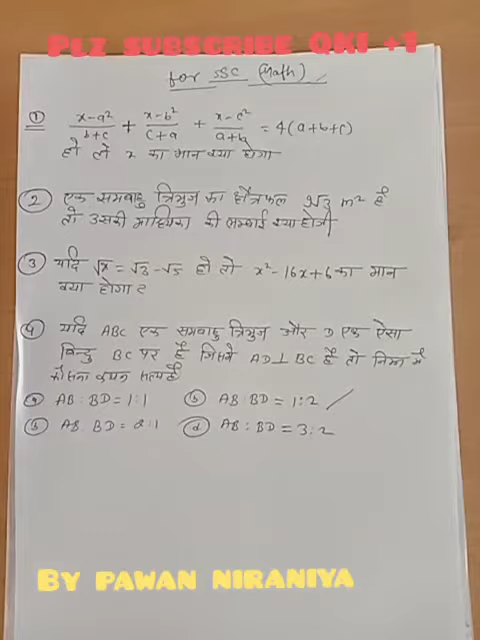 Plz subscribe QKI +1
for SSC (Math)
① x-a²/b+c + x-b²/c+a + x-c²/a+b = 4(a+b+c)
हो तो x का मान क्या होगा
② एक समबाहु त्रिभुज का क्षेत्रफल √3 m² है
तो उसकी माध्यिका की लम्बाई क्या होगी
③ यदि √x = √3 - √5 हो तो x² - 16x + 6 का मान
क्या होगा ?
④ यदि ABC एक समबाहु त्रिभुज और D एक ऐसा
बिन्दु BC पर है जिसमे AD⊥BC है तो निम्न मे
कौनसा कथन सत्य है
ⓐ AB:BD = 1:1 ⓑ AB:BD = 1:2
ⓑ AB:BD = 2:1 ⓓ AB:BD = 3:2
By pawan niraniya